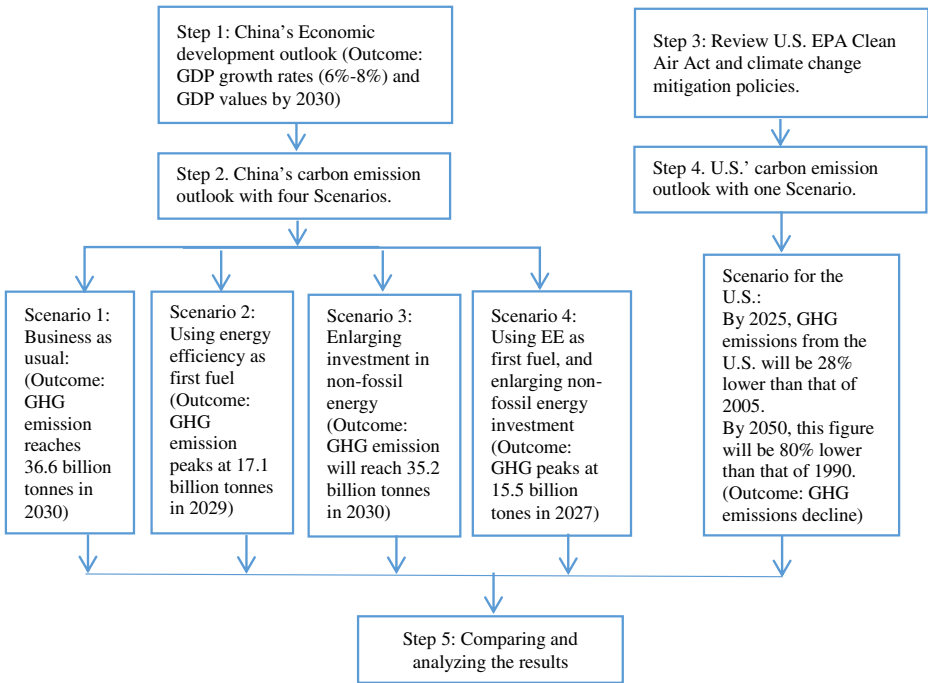 Step 1: China's Economic
development outlook (Outcome:
GDP growth rates (6%-8%) and
GDP values by 2030)
Step 3: Review U.S. EPA Clean
Air Act and climate change
mitigation policies.
Step 2. China's carbon emission
outlook with four Scenarios.
Step 4. U.S.' carbon emission
outlook with one Scenario.
Scenario 1:
Business as
usual:
(Outcome:
GHG
emission
reaches
36.6 billion
tonnes in
2030)
Scenario 2:
Using energy
efficiency as
first fuel
(Outcome:
GHG
emission
peaks at 17.1
billion tonnes
in 2029)
Scenario 3:
Enlarging
investment in
non-fossil
energy
(Outcome:
GHG emission
will reach 35.2
billion tonnes
in 2030)
Scenario 4:
Using EE as
first fuel, and
enlarging non-
fossil energy
investment
(Outcome:
GHG peaks at
15.5 billion
tones in 2027)
Scenario for the
U.S.:
By 2025, GHG
emissions from the
U.S. will be 28%
lower than that of
2005.
By 2050, this figure
will be 80% lower
than that of 1990.
(Outcome: GHG
emissions decline)
Step 5: Comparing and
analyzing the results